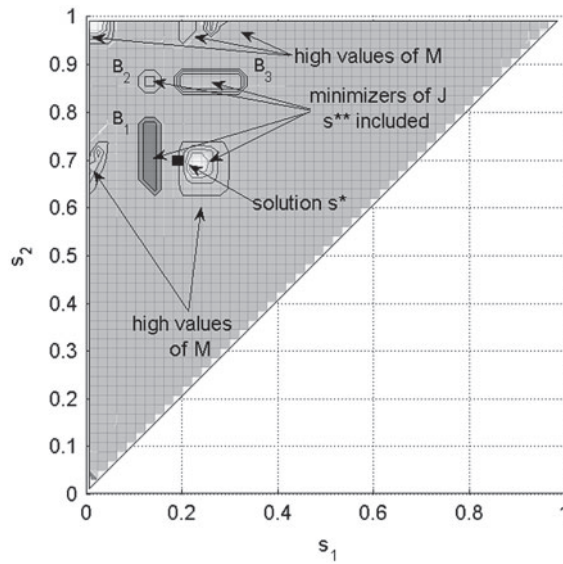 1
0.9
0.8
0.7
0.6
0.5
0.4
0.3
0.2
0.1
0
s₂
B₂
B₃
B₁
high values of M
minimizers of J
s** included
solution s*
high values
of M
0
0.2
0.4
0.6
0.8
1
s₁